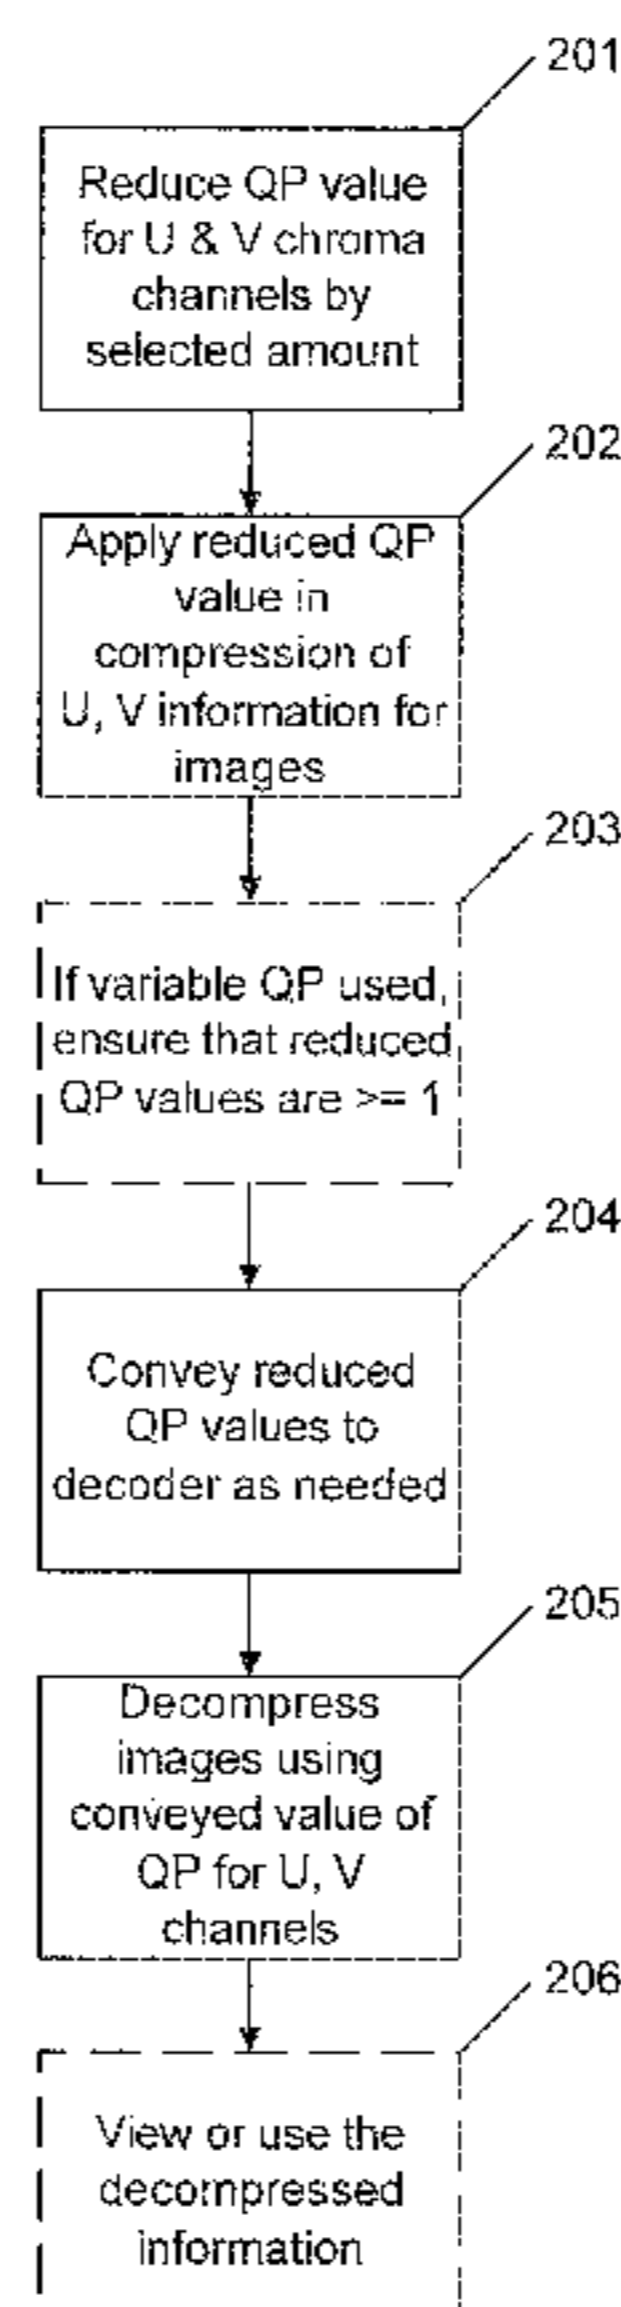 201
Reduce QP value
for U & V chroma
channels by
selected amount
202
Apply reduced QP
value in
compression of
U, V information for
images
203
If variable QP used,
ensure that reduced
QP values are >= 1
204
Convey reduced
QP values to
decoder as needed
205
Decompress
images using
conveyed value of
QP for U, V
channels
206
View or use the
decompressed
information